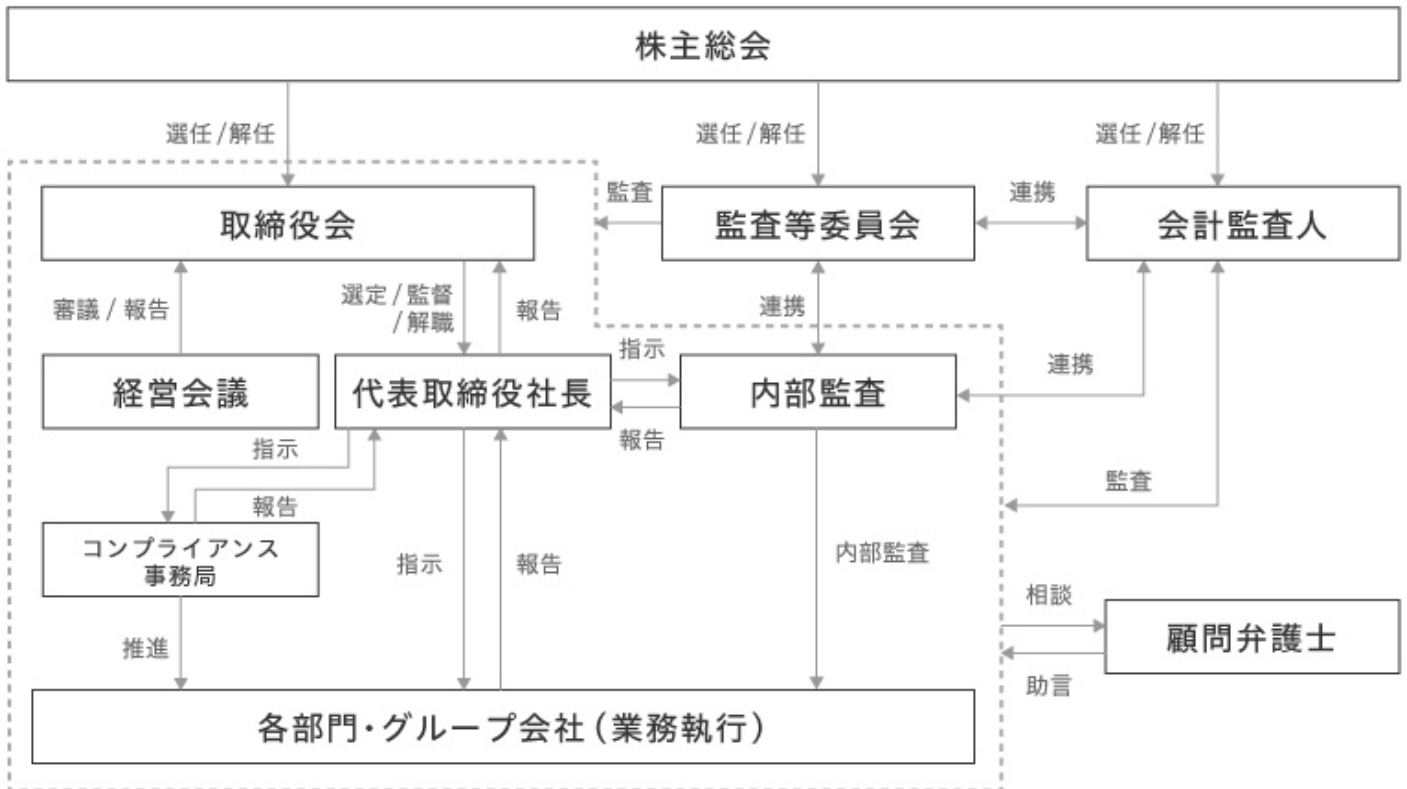 株主総会
選任/解任
選任/解任
選任/解任
取締役会
監査
監査等委員会
連携
会計監査人
審議 / 報告
選定/監督
/解職
報告
連携
経営会議
代表取締役社長
指示
報告
内部監査
連携
指示
報告
監査
コンプライアンス
事務局
指示
報告
内部監査
相談
助言
顧問弁護士
推進
各部門・グループ会社(業務執行)